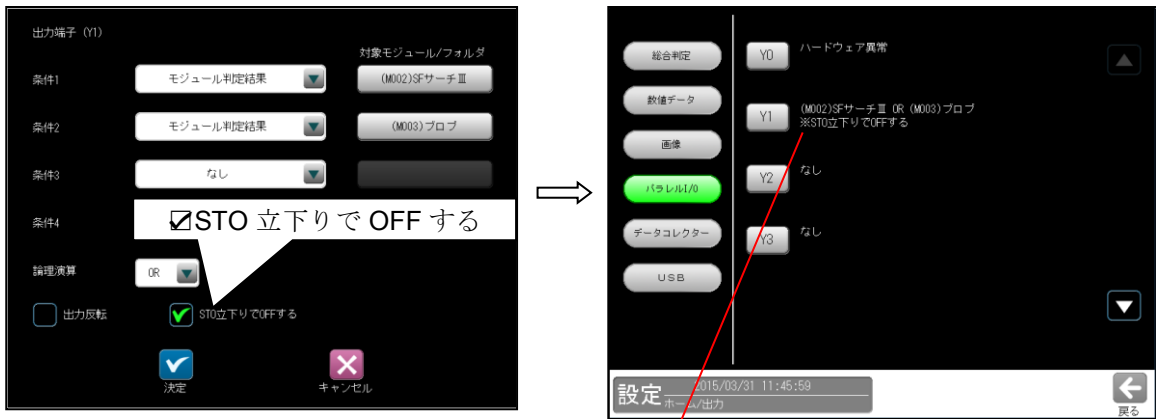 出力端子 (Y1)
対象モジュール/フォルダ
条件1 モジュール判定結果 (M002)SFサーチⅢ
条件2 モジュール判定結果 (M003)ブロブ
条件3 なし
条件4
☑STO 立下りで OFF する
論理演算 OR
出力反転 STO立下りでOFFする
決定 キャンセル
総合判定
数値データ
画像
パラレルI/O
データコレクター
USB
Y0 ハードウェア異常
Y1 (M002)SFサーチⅢ OR (M003)ブロブ
※STO立下りでOFFする
Y2 なし
Y3 なし
設定 2015/03/31 11:45:59
ホーム/出力
戻る